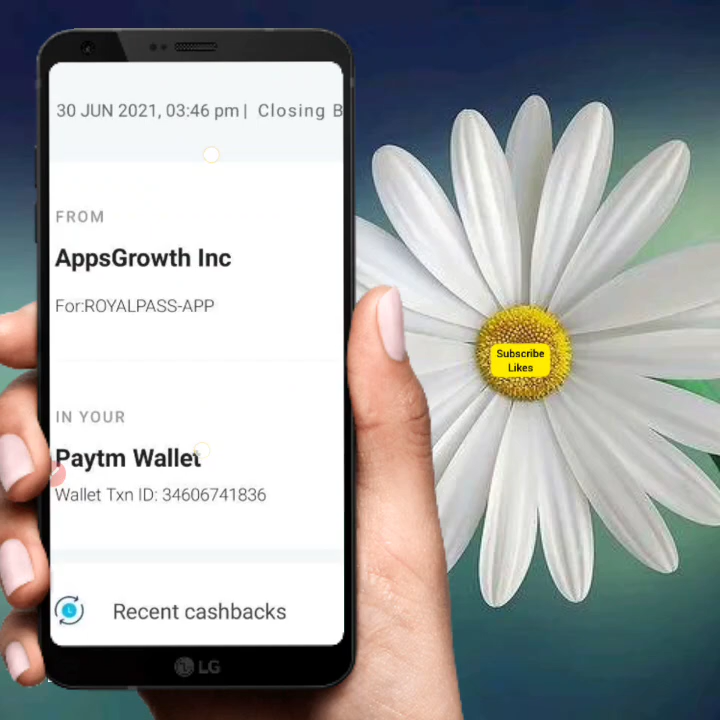 30 JUN 2021, 03:46 pm | Closing B
FROM
AppsGrowth Inc
For:ROYALPASS-APP
IN YOUR
Paytm Wallet
Wallet Txn ID: 34606741836
Recent cashbacks
LG
Subscribe
Likes